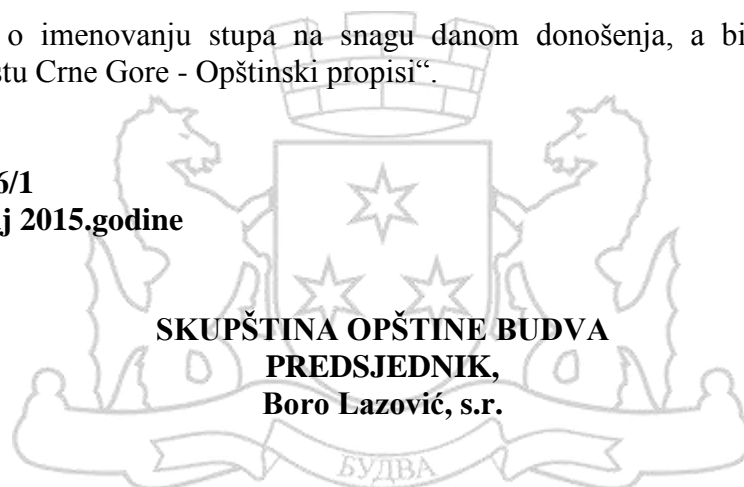 o imenovanju stupa na snagu danom donošenja, a bi
stu Crne Gore - Opštinski propisi“.
6/1
j 2015.godine
SKUPŠTINA OPŠTINE BUDVA
PREDSJEDNIK,
Boro Lazović, s.r.
БУДВА